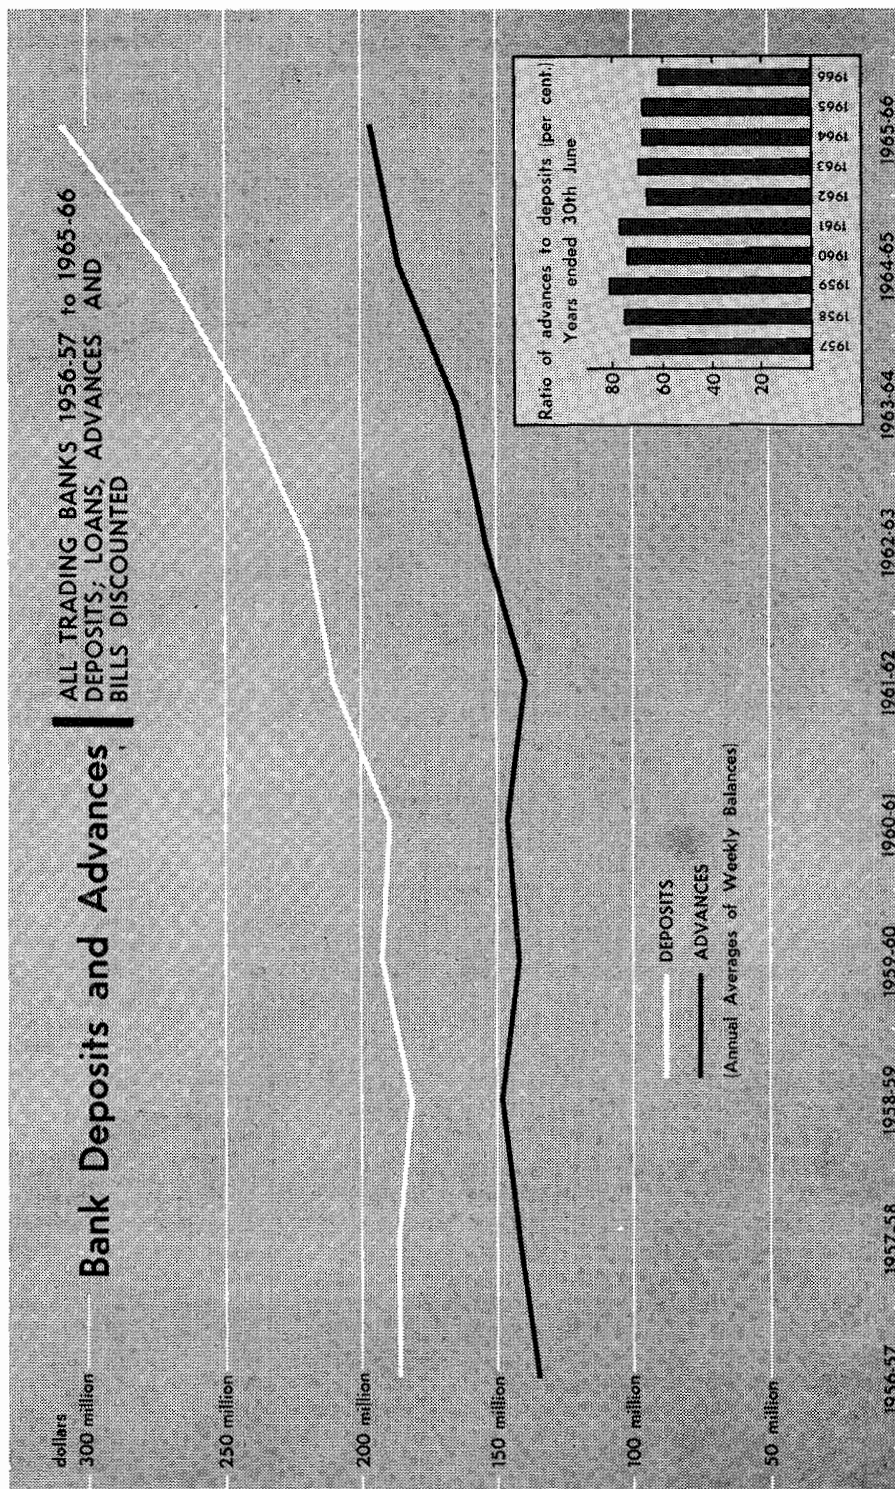 Bank Deposits and Advances
ALL TRADING BANKS 1956-57 to 1965-66
DEPOSITS; LOANS, ADVANCES AND
BILLS DISCOUNTED
dollars
300 million
250 million
200 million
150 million
100 million
50 million
DEPOSITS
ADVANCES
(Annual Averages of Weekly Balances)
Ratio of advances to deposits (per cent.)
Years ended 30th June
80
60
40
20
1957
1958
1959
1960
1961
1962
1963
1964
1965
1966
1956-57
1957-58
1958-59
1959-60
1960-61
1961-62
1962-63
1963-64
1964-65
1965-66